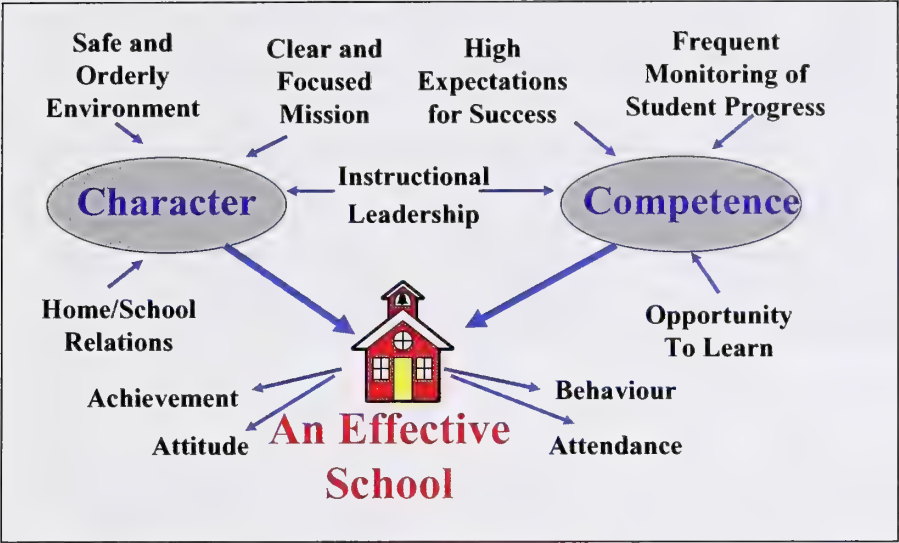 Safe and
Orderly
Environment
Clear and
Focused
Mission
High
Expectations
for Success
Frequent
Monitoring of
Student Progress
Character
Instructional
Leadership
Competence
Home/School
Relations
Opportunity
To Learn
Achievement
Attitude
Behaviour
Attendance
An Effective
School